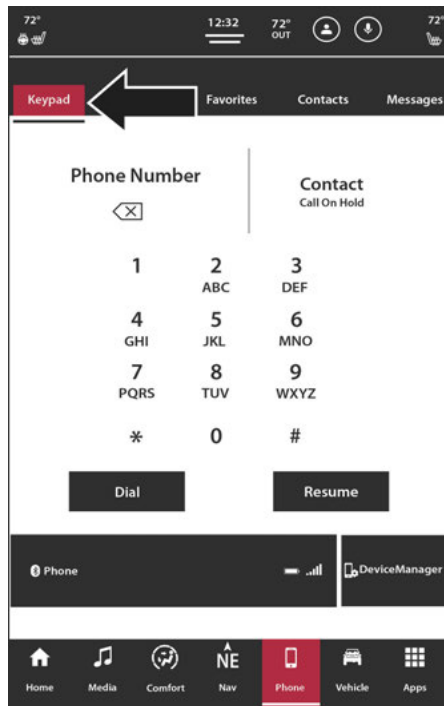 72° 12:32 72° OUT 72°
Keypad Favorites Contacts Messages
Phone Number
Contact
Call On Hold
1 2 3
ABC DEF
4 5 6
GHI JKL MNO
7 8 9
PQRS TUV WXYZ
* 0 #
Dial Resume
Phone DeviceManager
NE
Home Media Comfort Nav Phone Vehicle Apps